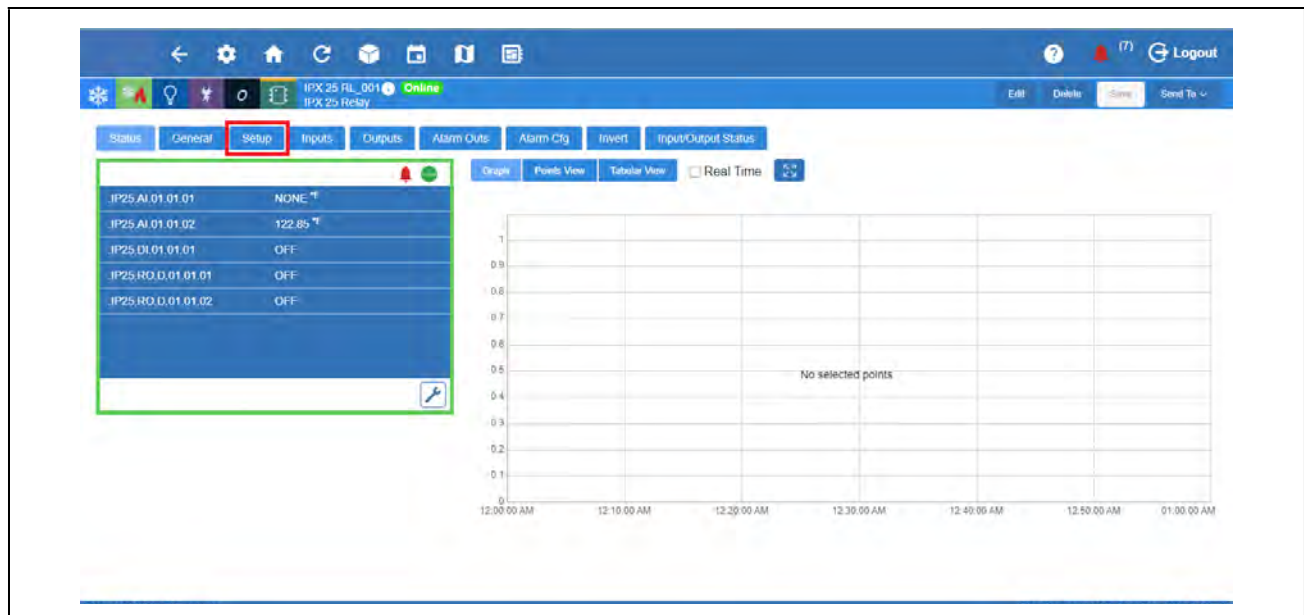 (7) Logout
IPX 25 RL_001 Online
IPX 25 Relay
Edit Delete Save Send To
Status General Setup Inputs Outputs Alarm Outs Alarm Cfg Invert Input/Output Status
Graph Points View Tabular View Real Time
IP25.AI.01.01.01 NONE °F
IP25.AI.01.01.02 122.85 °F
IP25.DI.01.01.01 OFF
IP25.RO.D.01.01.01 OFF
IP25.RO.D.01.01.02 OFF
1
0.9
0.8
0.7
0.6
0.5
No selected points
0.4
0.3
0.2
0.1
0
12:00:00 AM 12:10:00 AM 12:20:00 AM 12:30:00 AM 12:40:00 AM 12:50:00 AM 01:00:00 AM